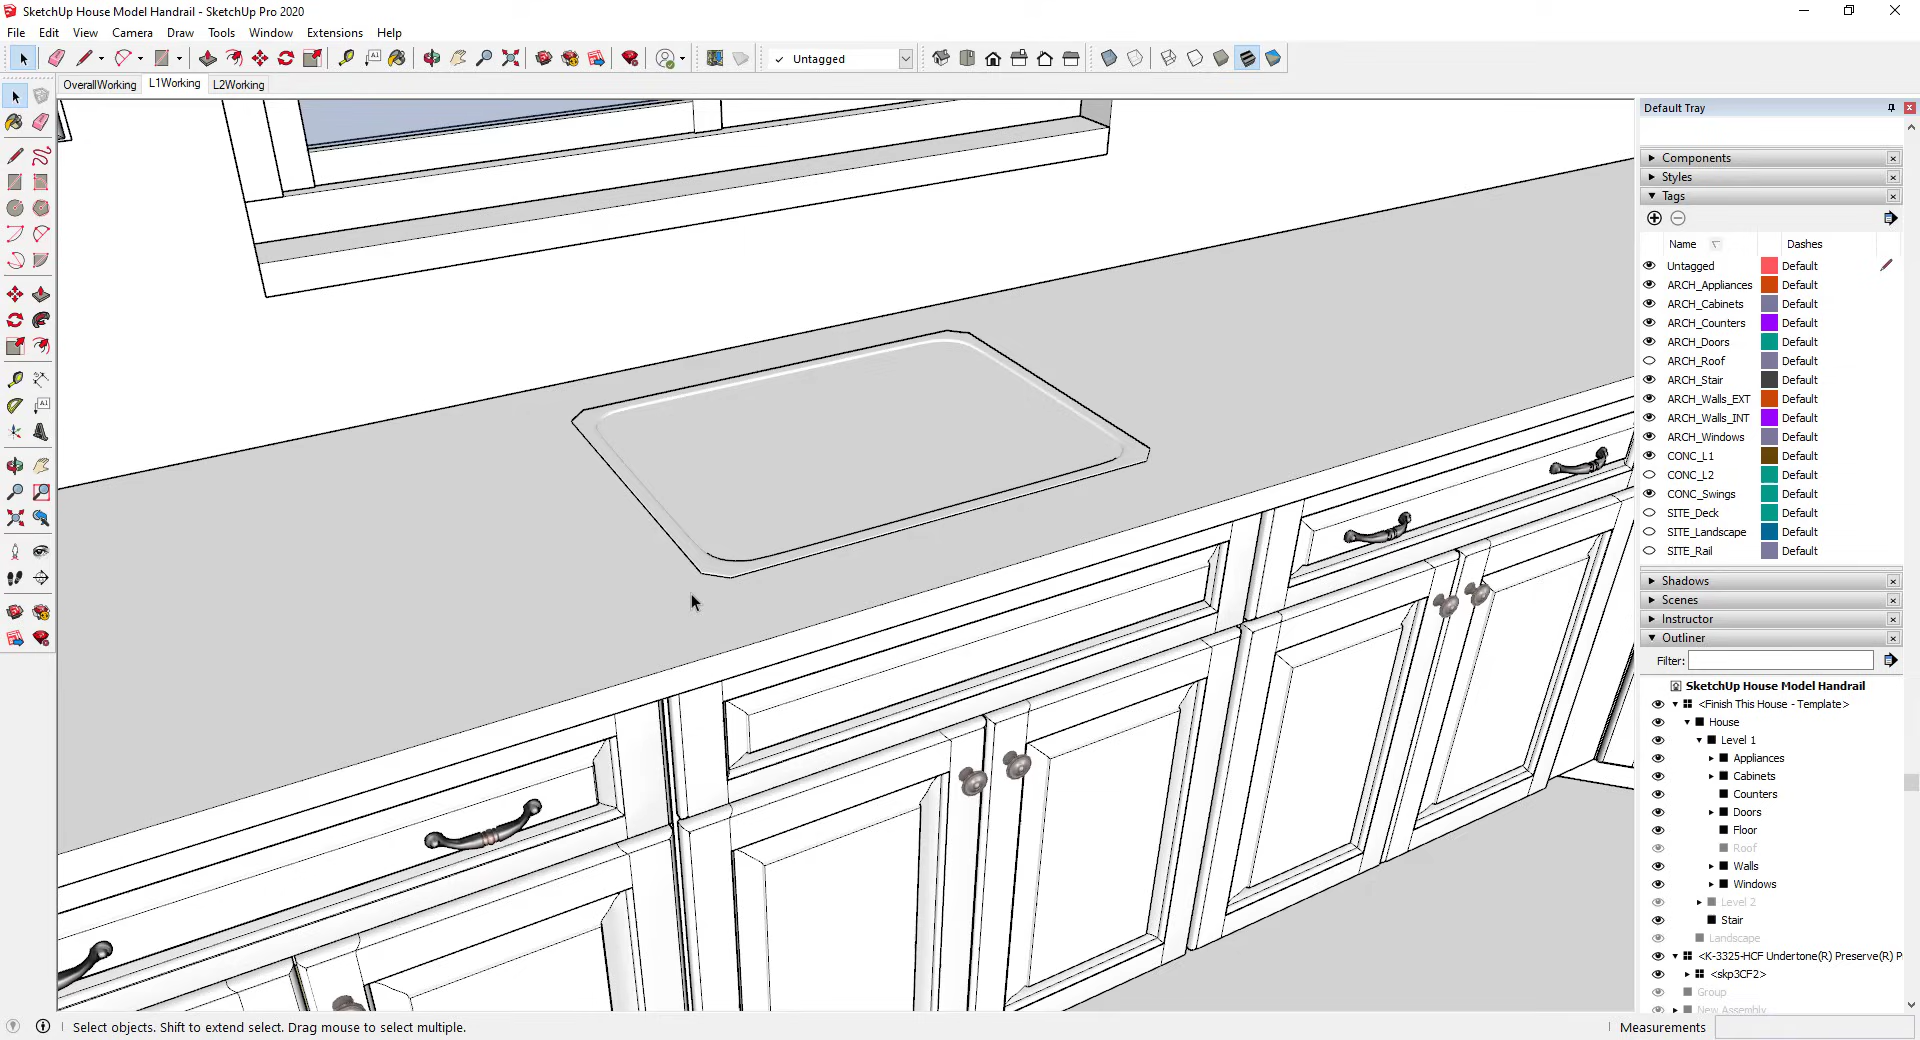 SketchUp House Model Handrail - SketchUp Pro 2020
File Edit View Camera Draw Tools Window Extensions Help
✓ Untagged
OverallWorking L1Working L2Working
Default Tray
Components
Styles
Tags
Name Dashes
Untagged Default
ARCH_Appliances Default
ARCH_Cabinets Default
ARCH_Counters Default
ARCH_Doors Default
ARCH_Roof Default
ARCH_Stair Default
ARCH_Walls_EXT Default
ARCH_Walls_INT Default
ARCH_Windows Default
CONC_L1 Default
CONC_L2 Default
CONC_Swings Default
SITE_Deck Default
SITE_Landscape Default
SITE_Rail Default
Shadows
Scenes
Instructor
Outliner
Filter:
SketchUp House Model Handrail
<Finish This House - Template>
House
Level 1
Appliances
Cabinets
Counters
Doors
Floor
Roof
Walls
Windows
Level 2
Stair
Landscape
<K-3325-HCF Undertone(R) Preserve(R) P
<skp3CF2>
Group
New Assembly
Select objects. Shift to extend select. Drag mouse to select multiple.
Measurements